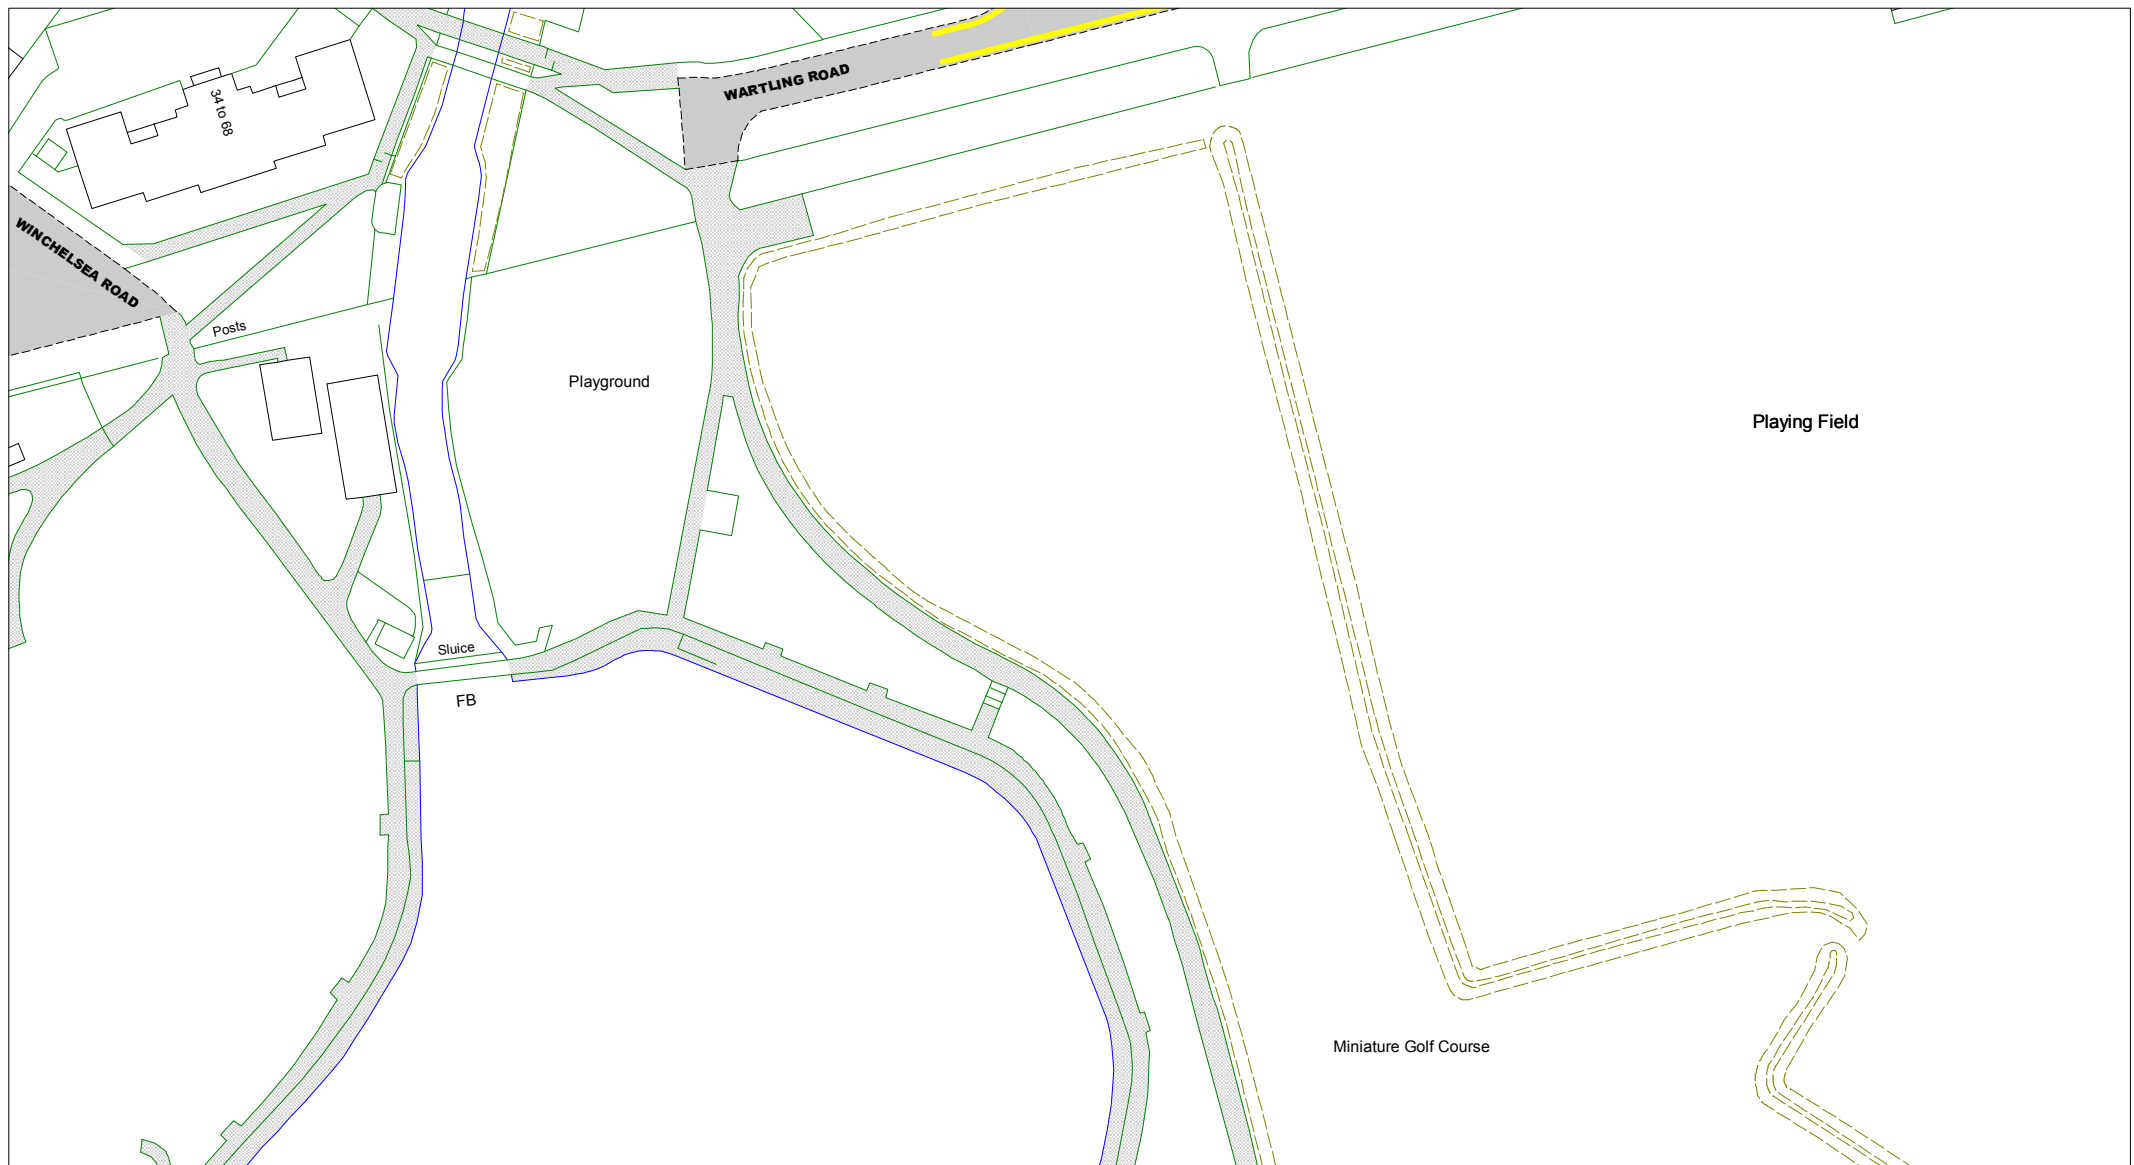 WARTLING ROAD
34 to 68
WINCHELSEA ROAD
Posts
Playground
Playing Field
Sluice
FB
Miniature Golf Course